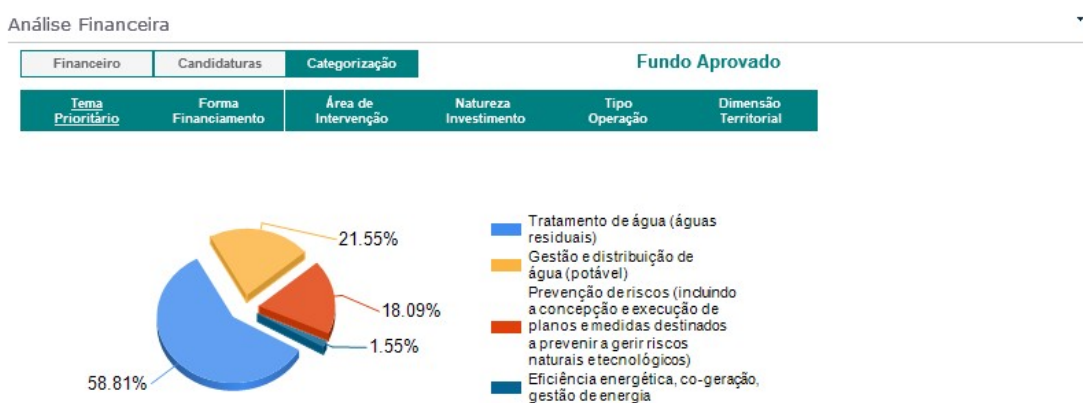 Análise Financeira
Financeiro
Candidaturas
Categorização
Fundo Aprovado
Tema
Prioritário
Forma
Financiamento
Área de
Intervenção
Natureza
Investimento
Tipo
Operação
Dimensão
Territorial
21.55%
18.09%
1.55%
58.81%
Tratamento de água (águas
residuais)
Gestão e distribuição de
água (potável)
Prevenção de riscos (incluindo
a concepção e execução de
planos e medidas destinados
a prevenir a gerir riscos
naturais e tecnológicos)
Eficiência energética, co-geração,
gestão de energia